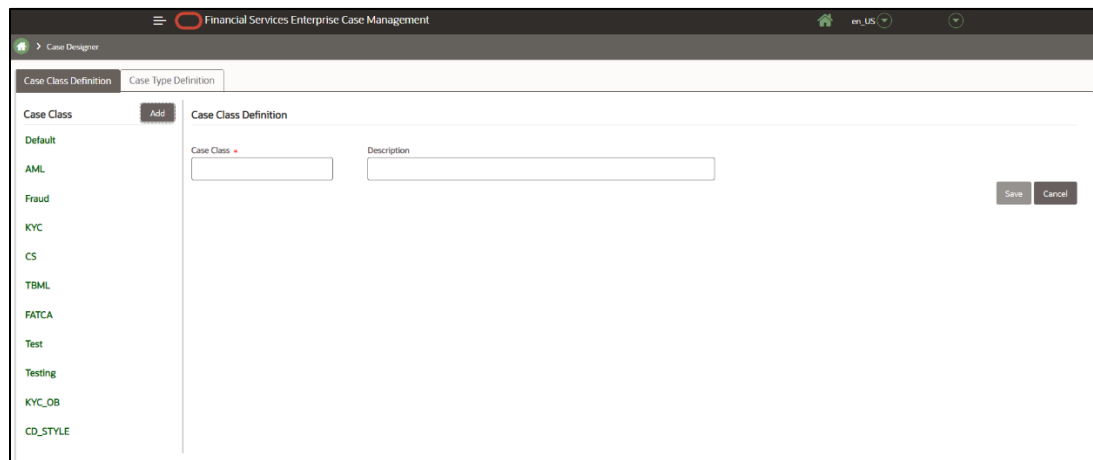 Financial Services Enterprise Case Management
en_US
> Case Designer
Case Class Definition
Case Type Definition
Case Class
Add
Default
AML
Fraud
KYC
CS
TBML
FATCA
Test
Testing
KYC_OB
CD_STYLE
Case Class Definition
Case Class *
Description
Save
Cancel